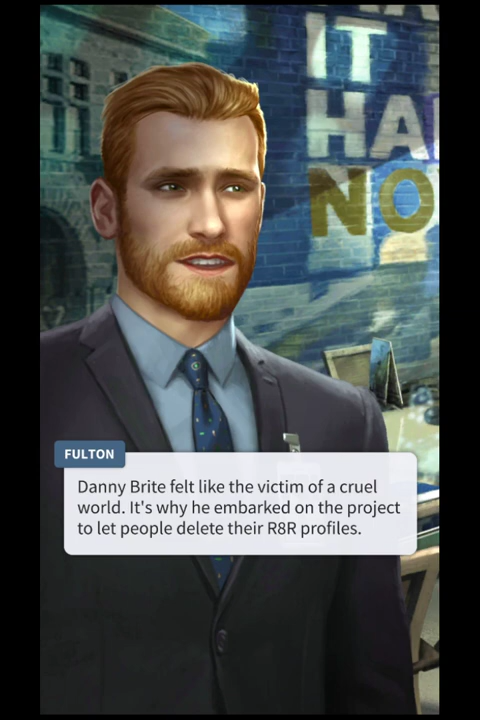 IT
HA
NO
FULTON
Danny Brite felt like the victim of a cruel
world. It's why he embarked on the project
to let people delete their R8R profiles.